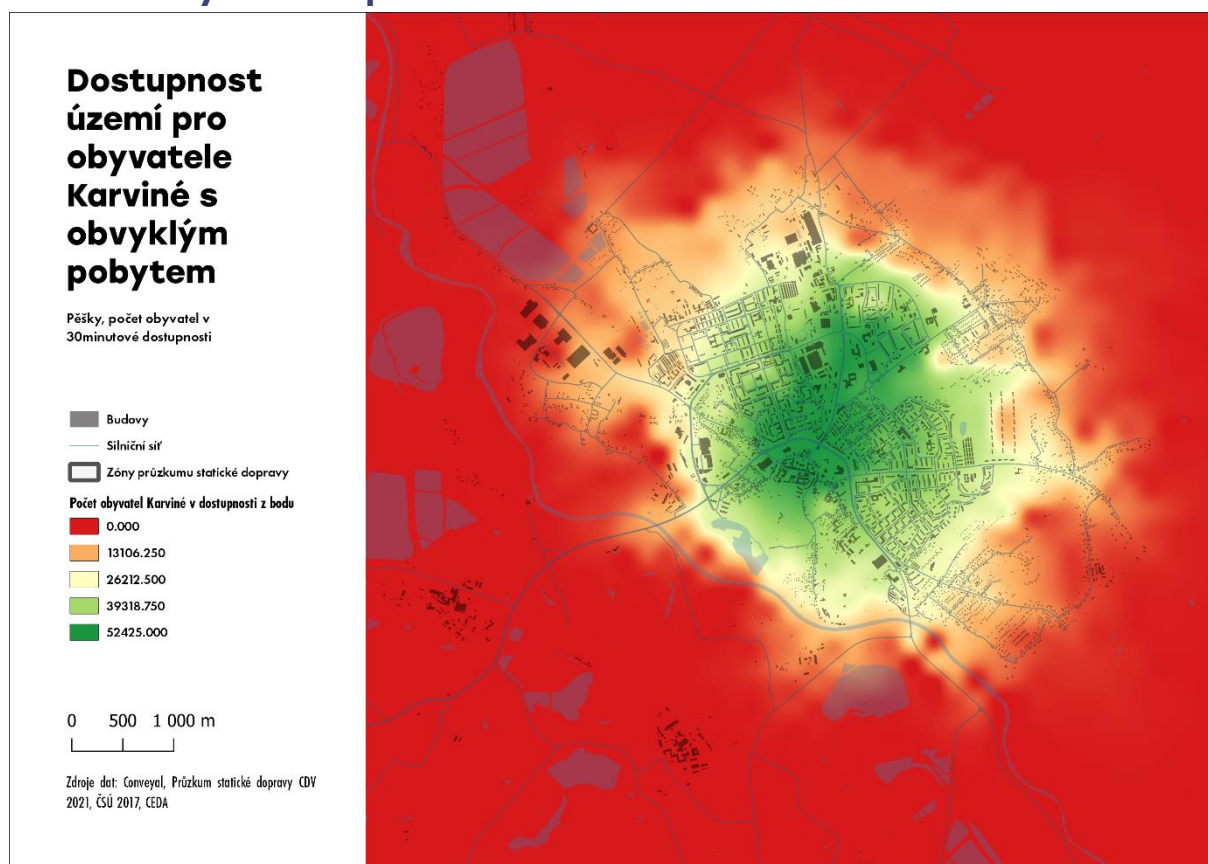 Dostupnost
území pro
obyvatele
Karviné s
obvyklým
pobytem
Pěšky, počet obyvatel v
30minutové dostupnosti
Budovy
Silniční síť
Zóny průzkumu statické dopravy
Počet obyvatel Karviné v dostupnosti z bodu
0.000
13106.250
26212.500
39318.750
52425.000
0 500 1 000 m
Zdroje dat: Conveyal, Průzkum statické dopravy CDV
2021, ČSÚ 2017, CEDA